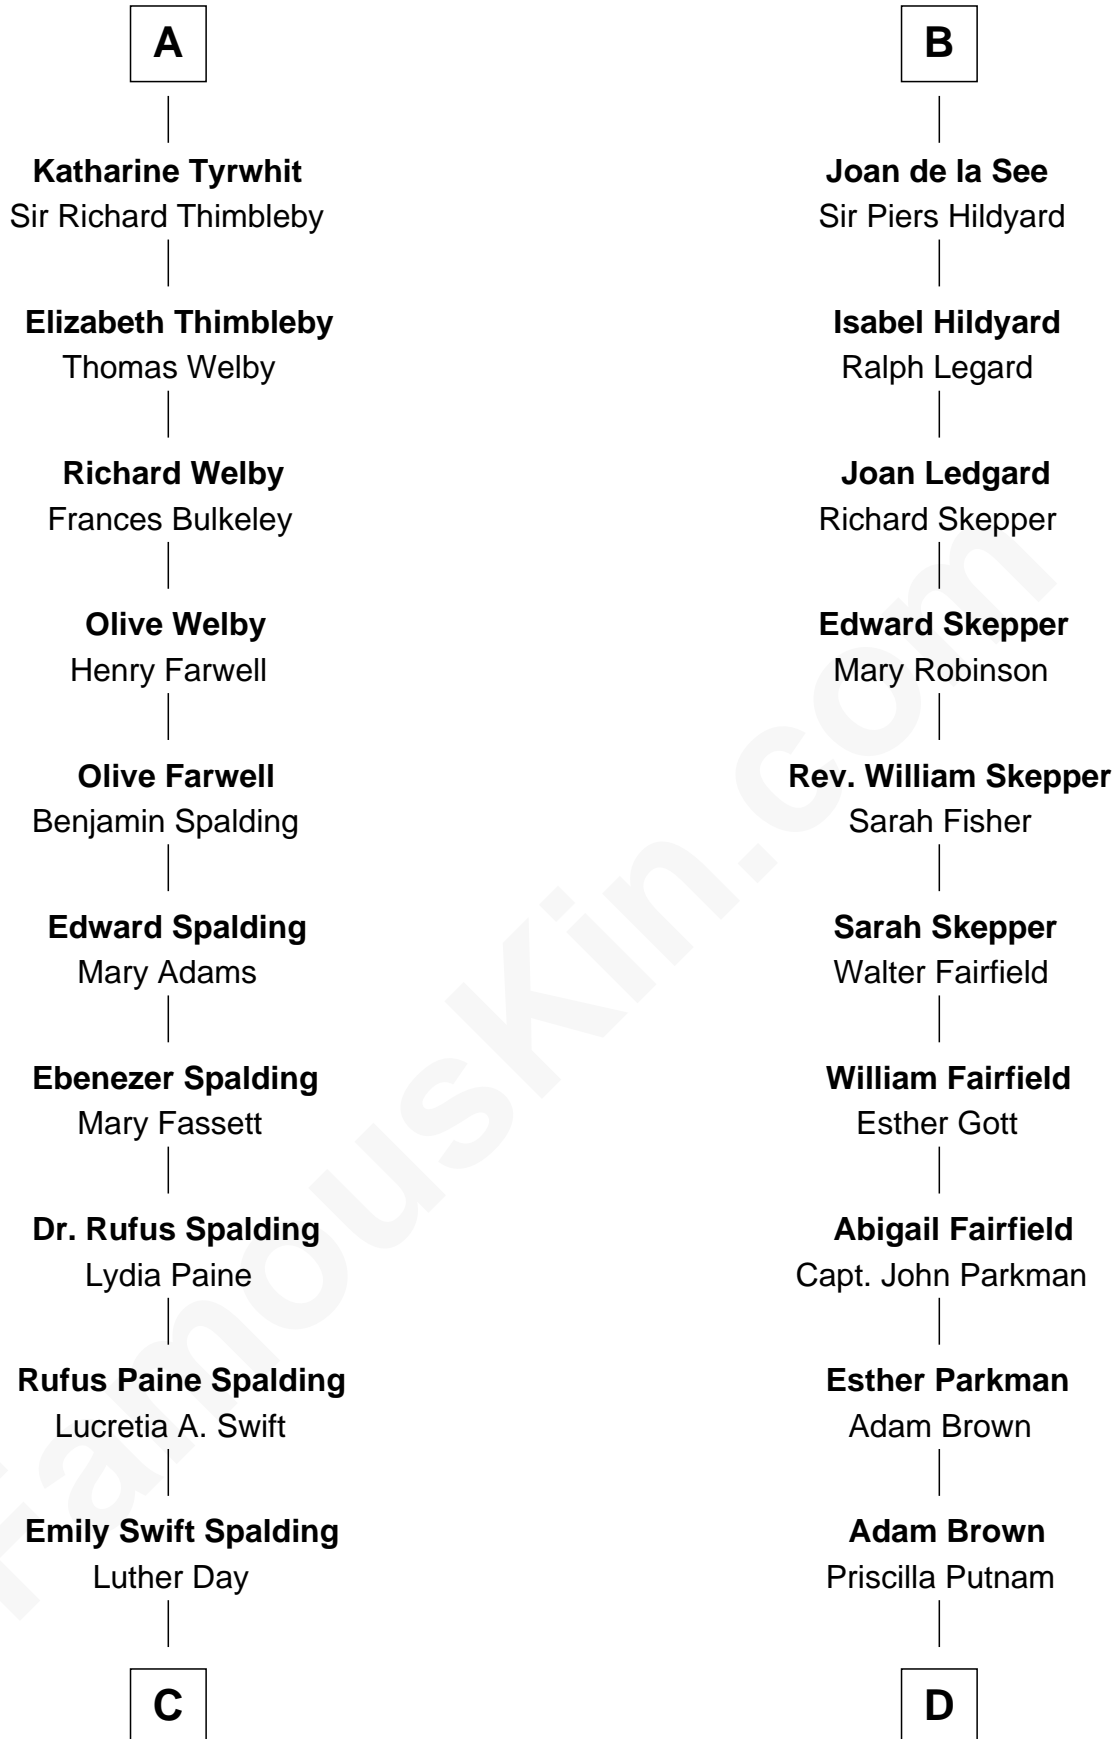 A
Katharine Tyrwhit
Sir Richard Thimbleby
Elizabeth Thimbleby
Thomas Welby
Richard Welby
Frances Bulkeley
Olive Welby
Henry Farwell
Olive Farwell
Benjamin Spalding
Edward Spalding
Mary Adams
Ebenezer Spalding
Mary Fassett
Dr. Rufus Spalding
Lydia Paine
Rufus Paine Spalding
Lucretia A. Swift
Emily Swift Spalding
Luther Day
C
B
Joan de la See
Sir Piers Hildyard
Isabel Hildyard
Ralph Legard
Joan Ledgard
Richard Skepper
Edward Skepper
Mary Robinson
Rev. William Skepper
Sarah Fisher
Sarah Skepper
Walter Fairfield
William Fairfield
Esther Gott
Abigail Fairfield
Capt. John Parkman
Esther Parkman
Adam Brown
Adam Brown
Priscilla Putnam
D
FamousKin.com